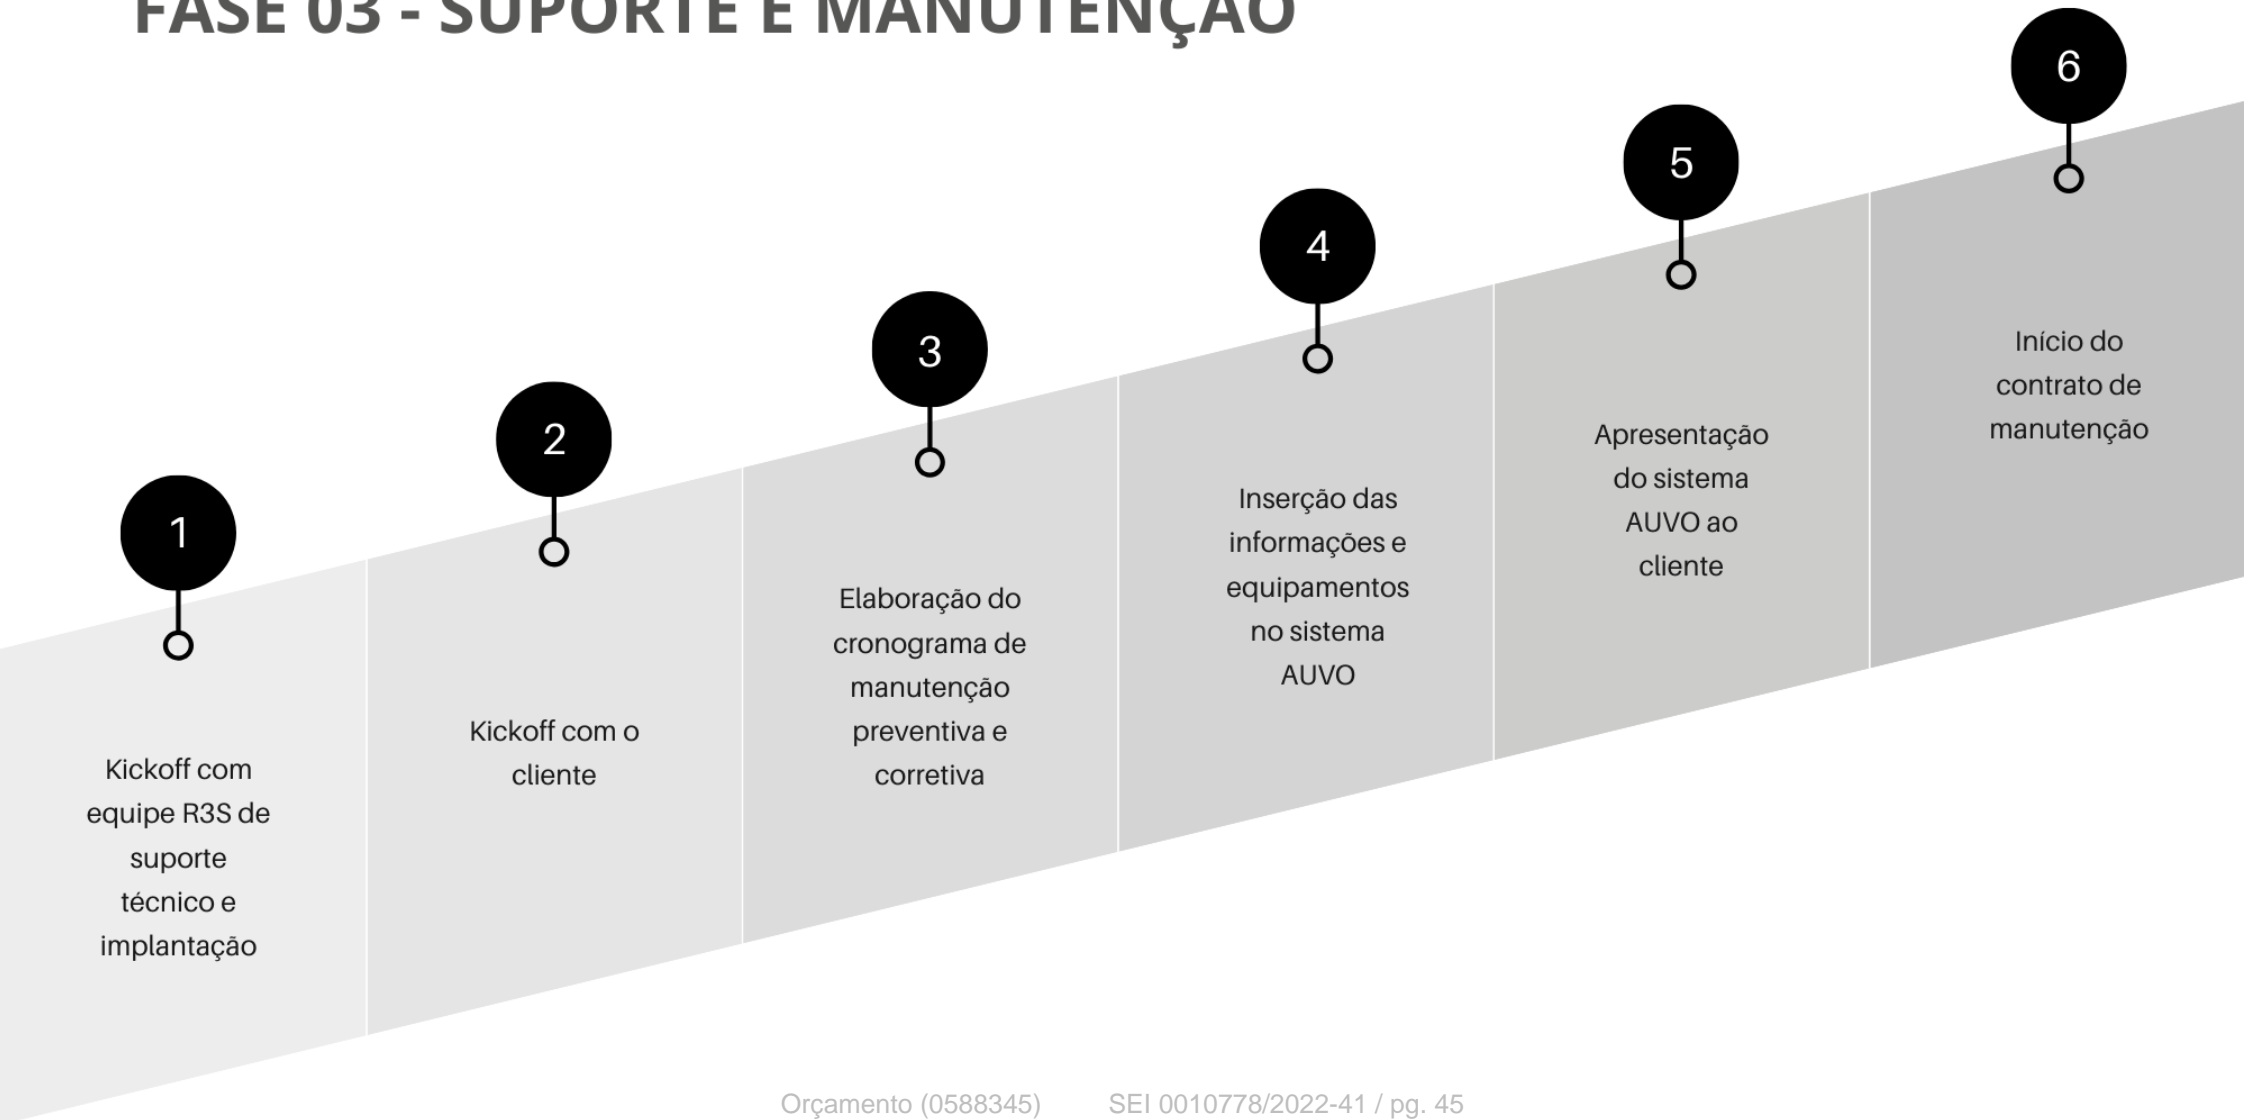 FASE 03 - SUPORTE E MANUTENÇÃO
1
Kickoff com
equipe R3S de
suporte
técnico e
implantação
2
Kickoff com o
cliente
3
Elaboração do
cronograma de
manutenção
preventiva e
corretiva
4
Inserção das
informações e
equipamentos
no sistema
AUVO
5
Apresentação
do sistema
AUVO ao
cliente
6
Início do
contrato de
manutenção
Orçamento (0588345) SEI 0010778/2022-41 / pg. 45